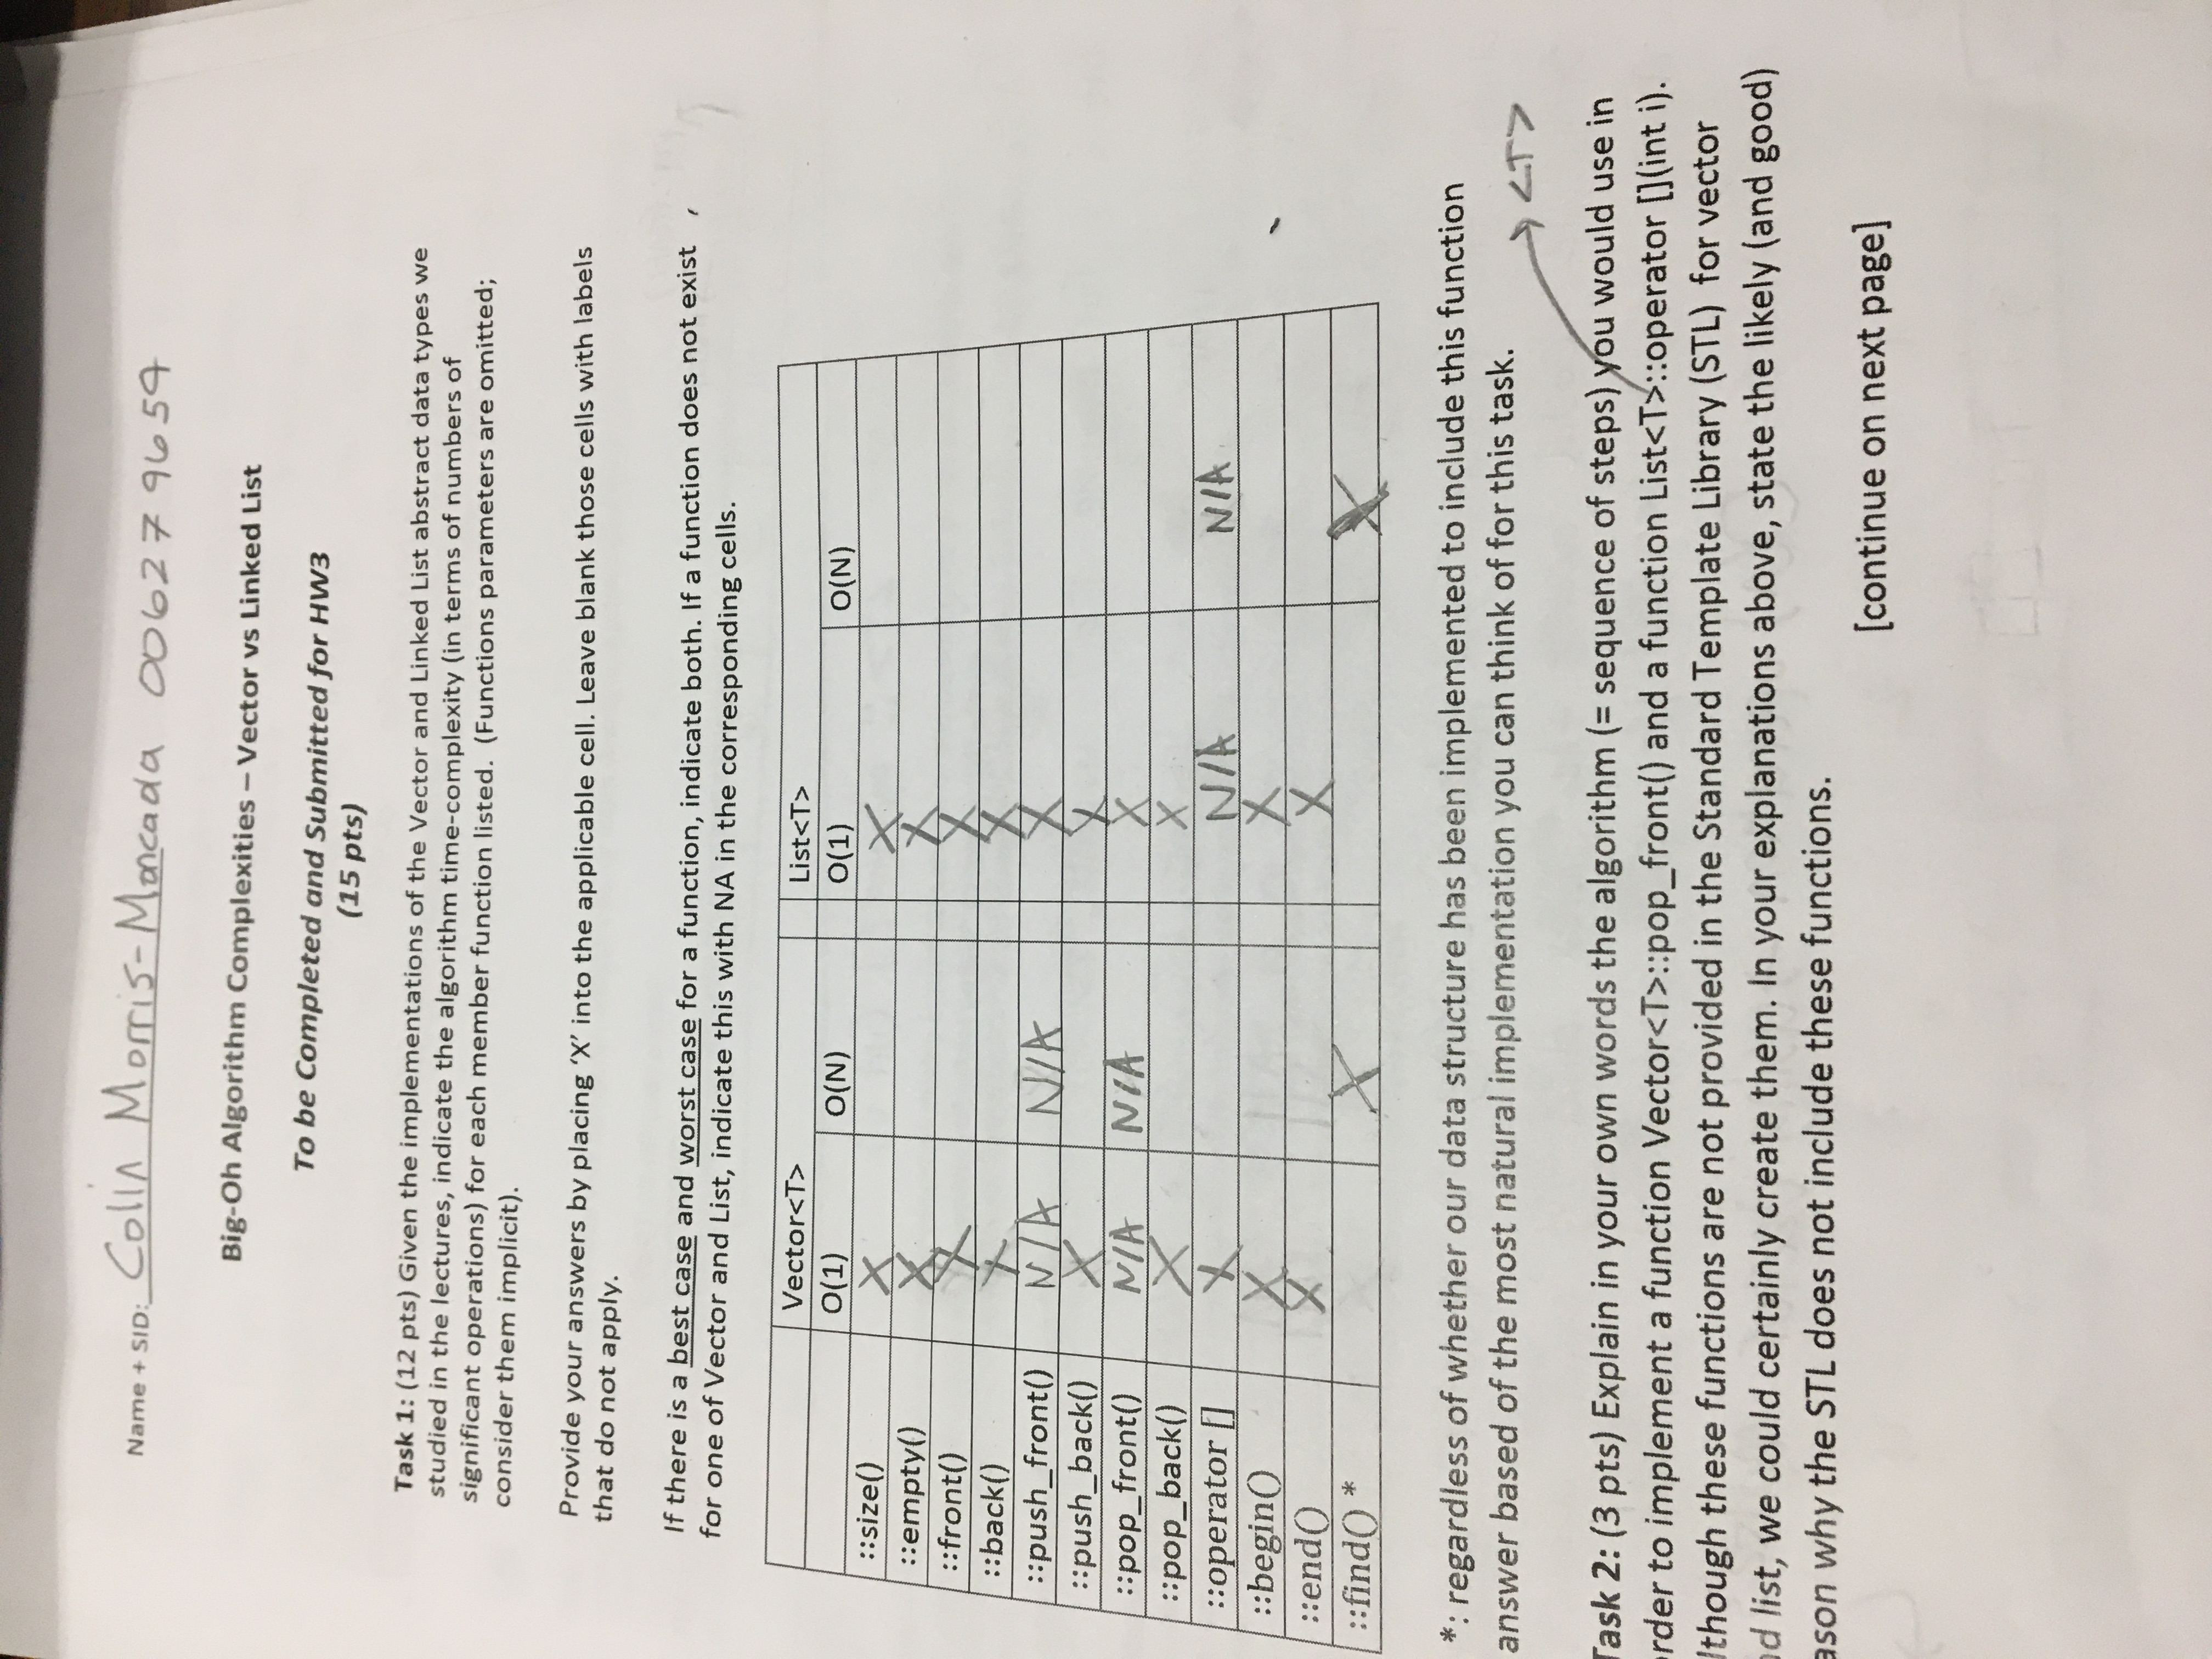 Name + SID: Colin Morris-Moncada 006279659
Big-Oh Algorithm Complexities – Vector vs Linked List
To be Completed and Submitted for HW3
(15 pts)
Task 1: (12 pts) Given the implementations of the Vector and Linked List abstract data types we
studied in the lectures, indicate the algorithm time-complexity (in terms of numbers of
significant operations) for each member function listed. (Functions parameters are omitted;
consider them implicit).
Provide your answers by placing ‘X’ into the applicable cell. Leave blank those cells with labels
that do not apply.
If there is a best case and worst case for a function, indicate both. If a function does not exist
for one of Vector and List, indicate this with NA in the corresponding cells.
Vector<T> List<T>
O(1) O(N) O(1) O(N)
::size() X X
::empty() X X
::front() X X
::back() X X
::push_front() N/A N/A X
::push_back() X X
::pop_front() N/A N/A X
::pop_back() X X
::operator [] X N/A N/A
::begin() X X
::end() X X
::find() * X X
*: regardless of whether our data structure has been implemented to include this function
answer based of the most natural implementation you can think of for this task.
<T>
Task 2: (3 pts) Explain in your own words the algorithm (= sequence of steps) you would use in
rder to implement a function Vector<T>::pop_front() and a function List<T>::operator [](int i).
lthough these functions are not provided in the Standard Template Library (STL) for vector
d list, we could certainly create them. In your explanations above, state the likely (and good)
ason why the STL does not include these functions.
[continue on next page]